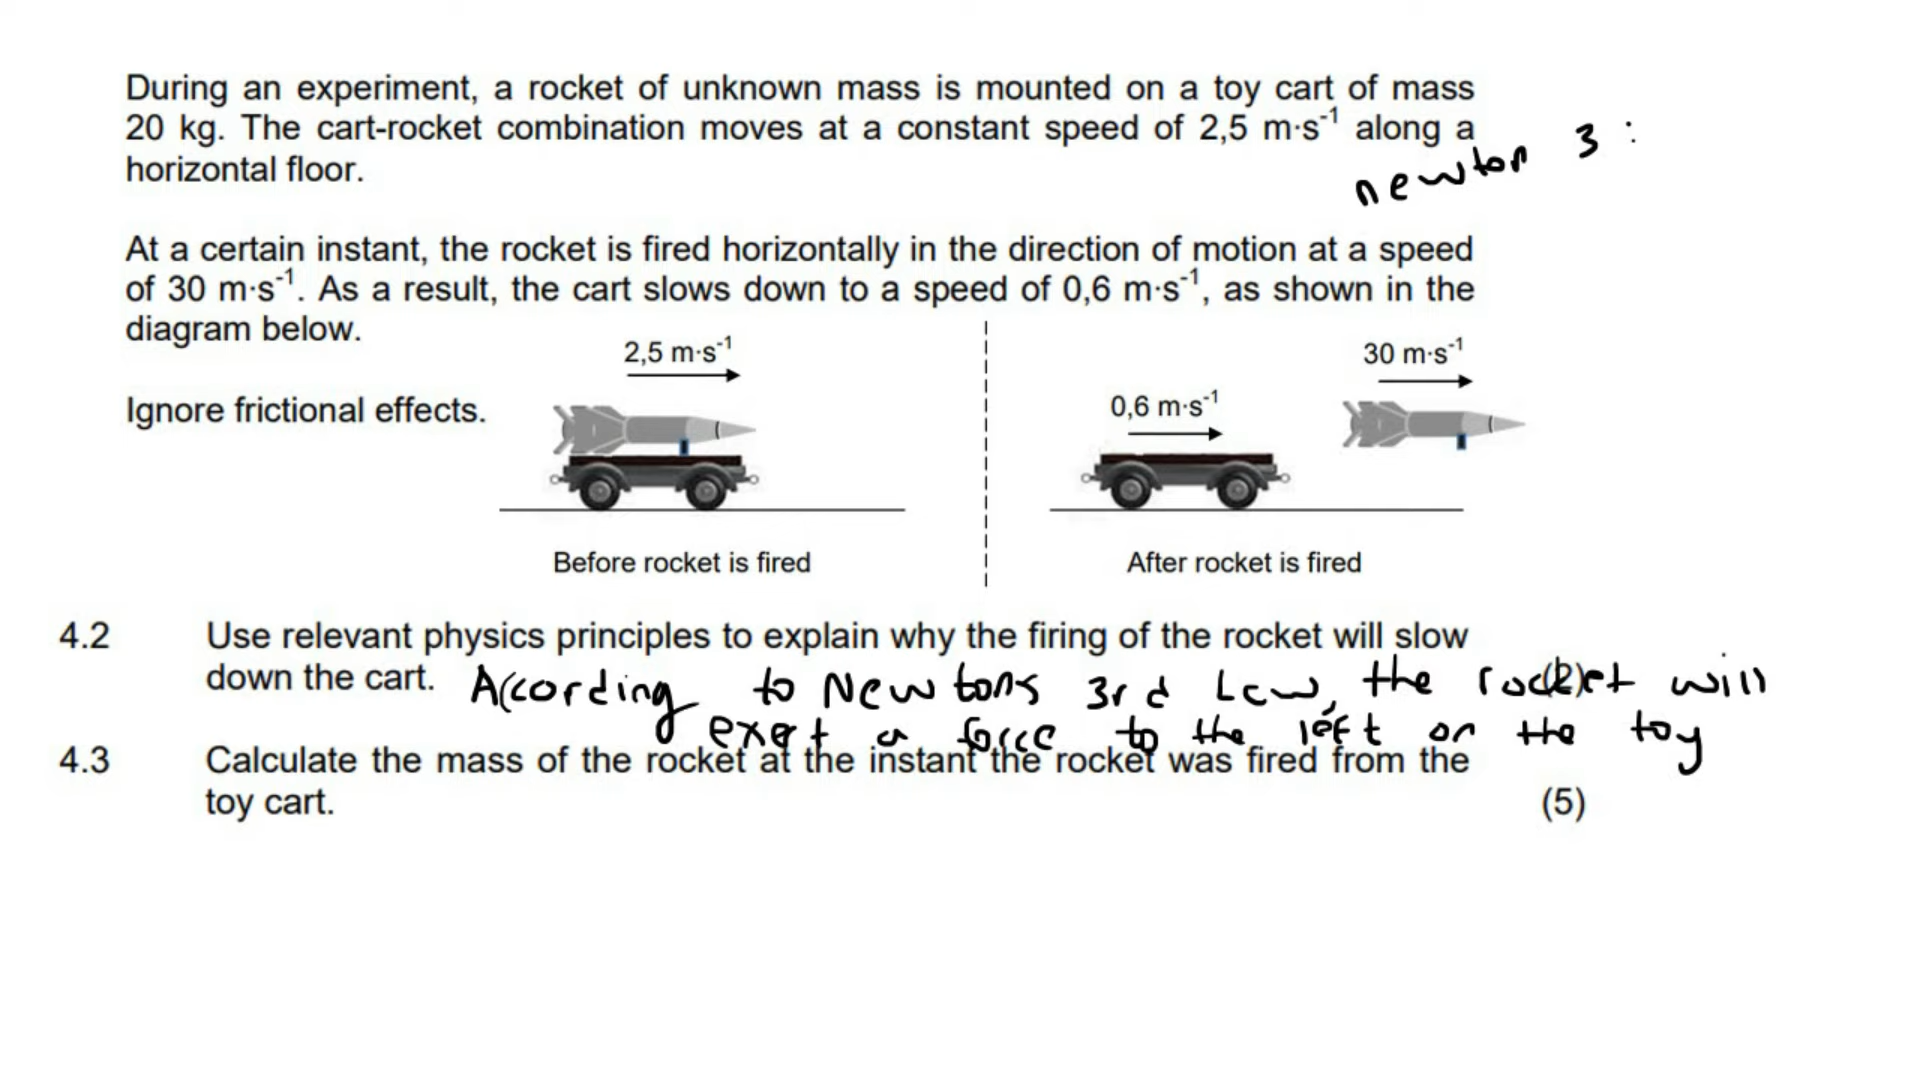 During an experiment, a rocket of unknown mass is mounted on a toy cart of mass
20 kg. The cart-rocket combination moves at a constant speed of 2,5 m·s⁻¹ along a
horizontal floor.
newton 3 :
At a certain instant, the rocket is fired horizontally in the direction of motion at a speed
of 30 m·s⁻¹. As a result, the cart slows down to a speed of 0,6 m·s⁻¹, as shown in the
diagram below.
Ignore frictional effects.
2,5 m·s⁻¹
Before rocket is fired
0,6 m·s⁻¹
30 m·s⁻¹
After rocket is fired
4.2 Use relevant physics principles to explain why the firing of the rocket will slow
down the cart. (2)
According to Newtons 3rd Law, the rocket will
exert a force to the left on the toy
4.3 Calculate the mass of the rocket at the instant the rocket was fired from the
toy cart. (5)